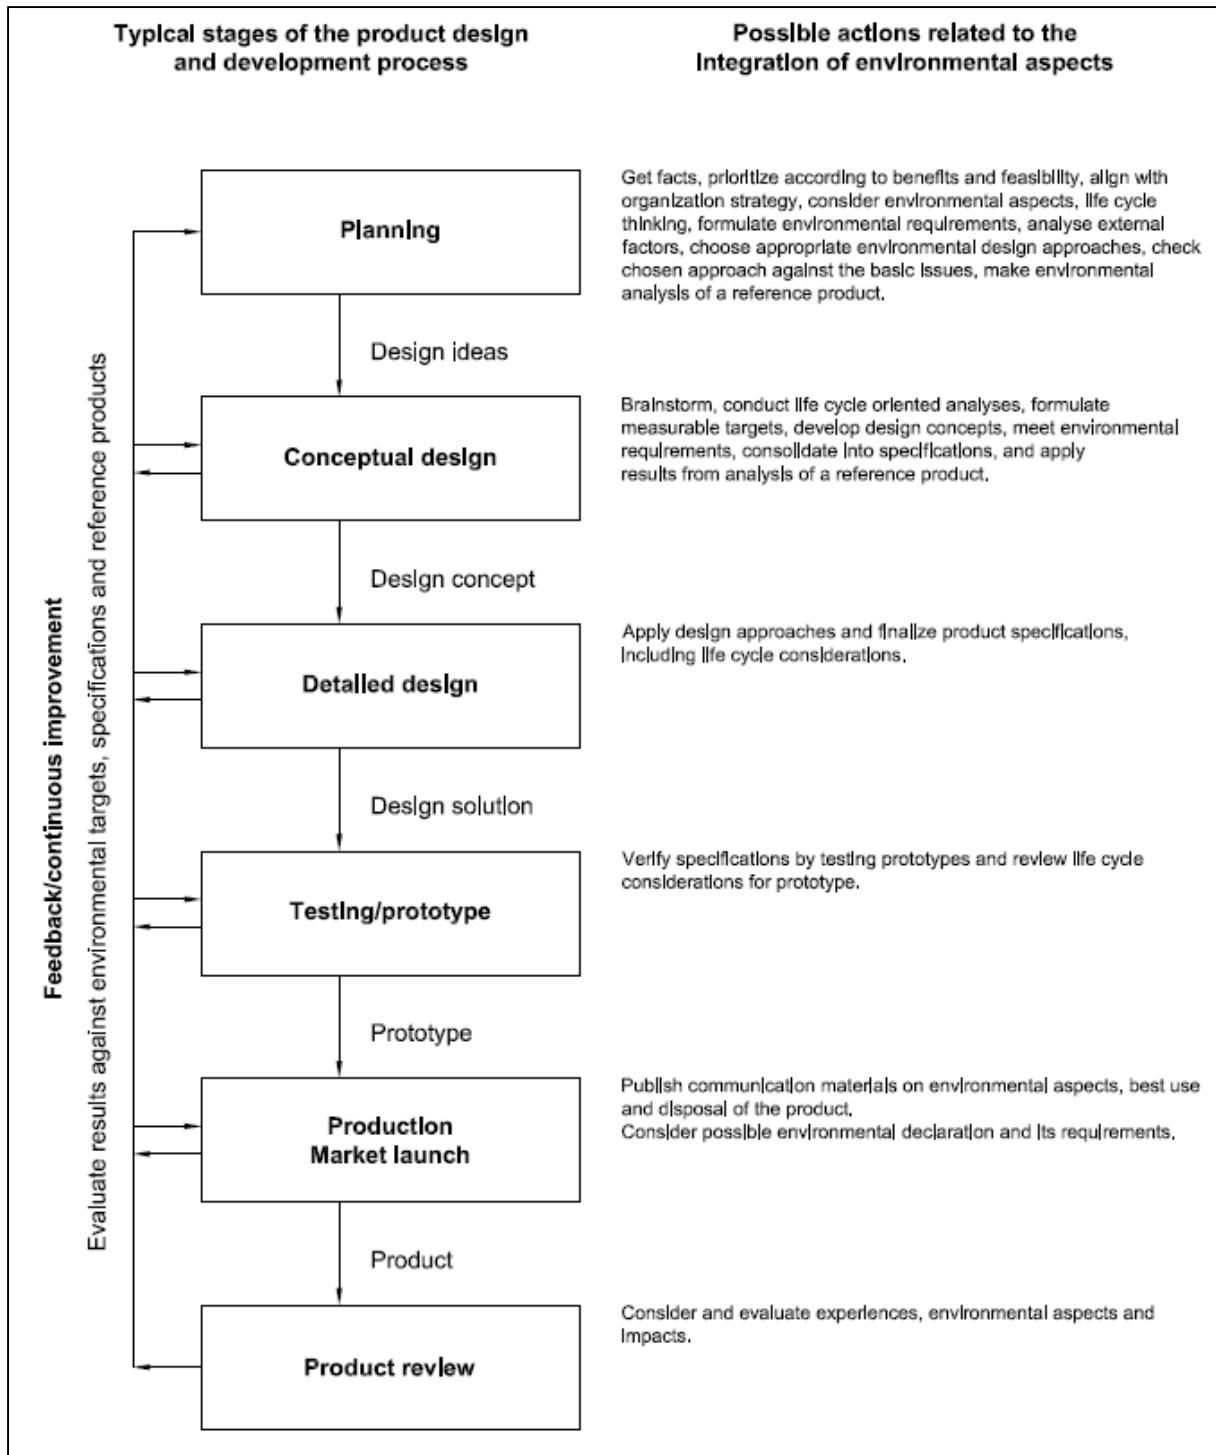 Typical stages of the product design
and development process
Possible actions related to the
integration of environmental aspects
Planning
Get facts, prioritize according to benefits and feasibility, align with
organization strategy, consider environmental aspects, life cycle
thinking, formulate environmental requirements, analyse external
factors, choose appropriate environmental design approaches, check
chosen approach against the basic issues, make environmental
analysis of a reference product.
Design ideas
Conceptual design
Brainstorm, conduct life cycle oriented analyses, formulate
measurable targets, develop design concepts, meet environmental
requirements, consolidate into specifications, and apply
results from analysis of a reference product.
Design concept
Detailed design
Apply design approaches and finalize product specifications,
including life cycle considerations.
Design solution
Testing/prototype
Verify specifications by testing prototypes and review life cycle
considerations for prototype.
Prototype
Production
Market launch
Publish communication materials on environmental aspects, best use
and disposal of the product.
Consider possible environmental declaration and its requirements.
Product
Product review
Consider and evaluate experiences, environmental aspects and
impacts.
Feedback/continuous improvement
Evaluate results against environmental targets, specifications and reference products